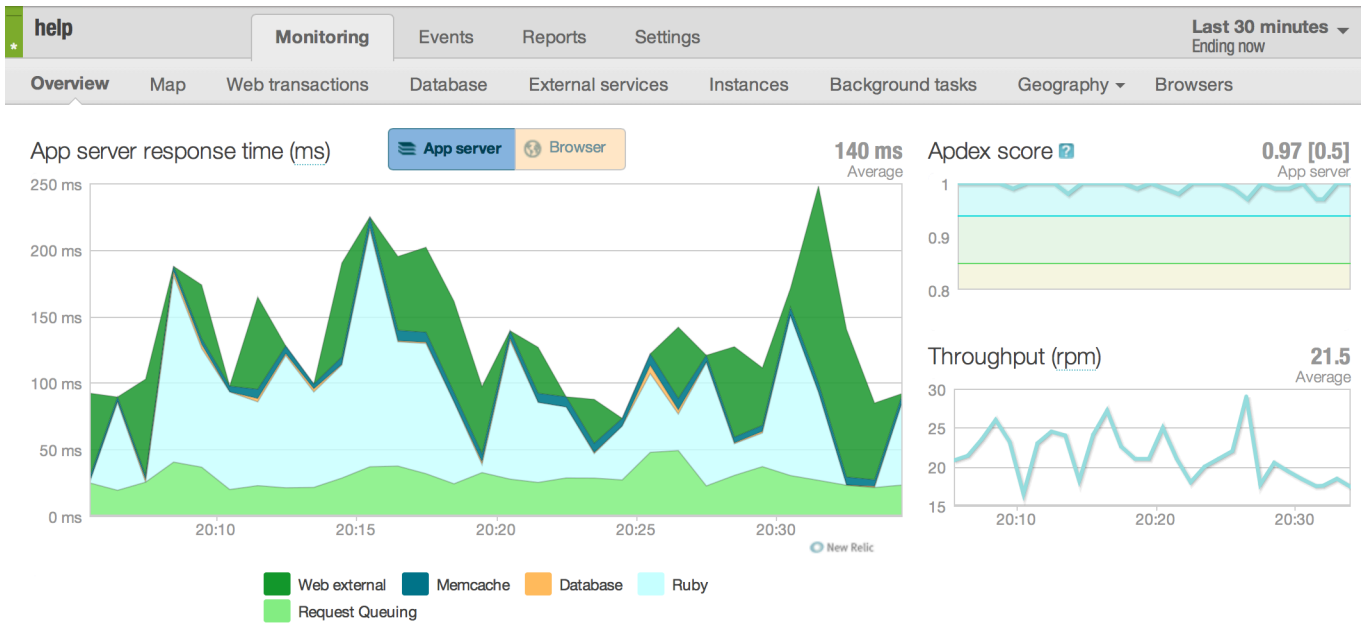 help
*
Monitoring Events Reports Settings
Last 30 minutes
Ending now
Overview Map Web transactions Database External services Instances Background tasks Geography Browsers
App server response time (ms)
App server Browser
140 ms
Average
250 ms
200 ms
150 ms
100 ms
50 ms
0 ms
20:10 20:15 20:20 20:25 20:30
New Relic
Web external Memcache Database Ruby
Request Queuing
Apdex score ?
0.97 [0.5]
App server
1
0.9
0.8
Throughput (rpm)
21.5
Average
30
25
20
15
20:10 20:20 20:30